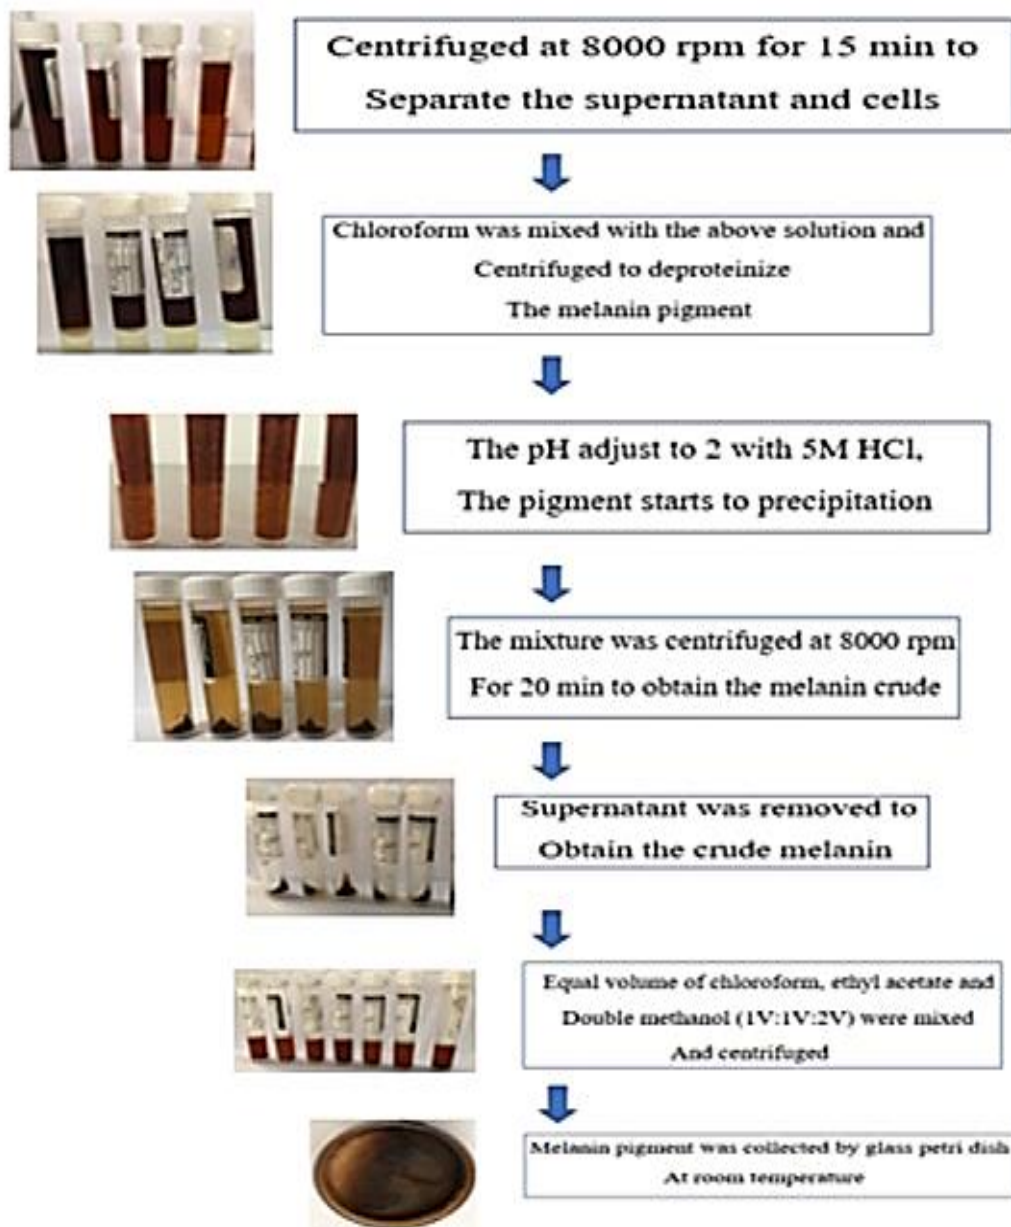 Centrifuged at 8000 rpm for 15 min to
Separate the supernatant and cells
Chloroform was mixed with the above solution and
Centrifuged to deproteinize
The melanin pigment
The pH adjust to 2 with 5M HCl,
The pigment starts to precipitation
The mixture was centrifuged at 8000 rpm
For 20 min to obtain the melanin crude
Supernatant was removed to
Obtain the crude melanin
Equal volume of chloroform, ethyl acetate and
Double methanol (1V:1V:2V) were mixed
And centrifuged
Melanin pigment was collected by glass petri dish
At room temperature